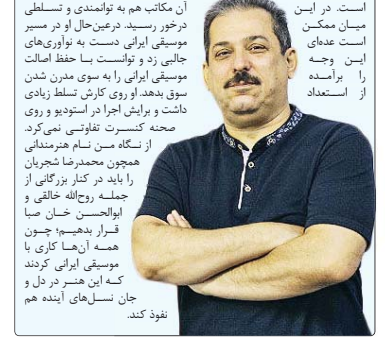 است. در این
میان ممکن
است عده‌ای
این وجه
را برآمده
از استعداد
آن مکاتب هم به توانمندی و تسلطی
درخور رسید. درعین‌حال او در مسیر
موسیقی ایرانی دست به نوآوری‌های
جالبی زد و توانست با حفظ اصالت
موسیقی ایرانی را به سوی مدرن شدن
سوق بدهد. او روی کارش تسلط زیادی
داشت و برایش اجرا در استودیو و روی
صحنه کنسرت تفاوتی نمی‌کرد.
از نگاه من نام هنرمندانی
همچون محمدرضا شجریان
را باید در کنار بزرگانی از
جمله روح‌الله خالقی و
ابوالحسن خان صبا
قرار بدهیم؛ چون
همه آن‌ها کاری با
موسیقی ایرانی کردند
که این هنر در دل و
جان نسل‌های آینده هم
نفوذ کند.